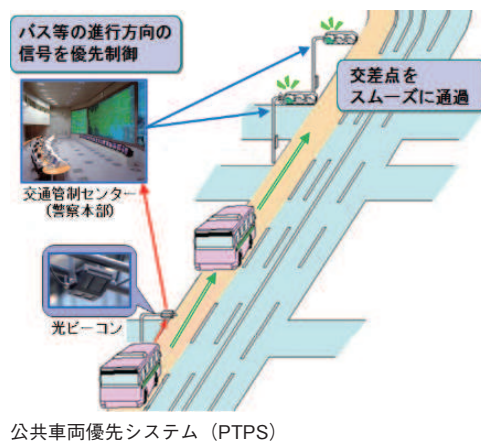 バス等の進行方向の
信号を優先制御
交差点を
スムーズに通過
交通管制センター
(警察本部)
光ビーコン
公共車両優先システム（PTPS）